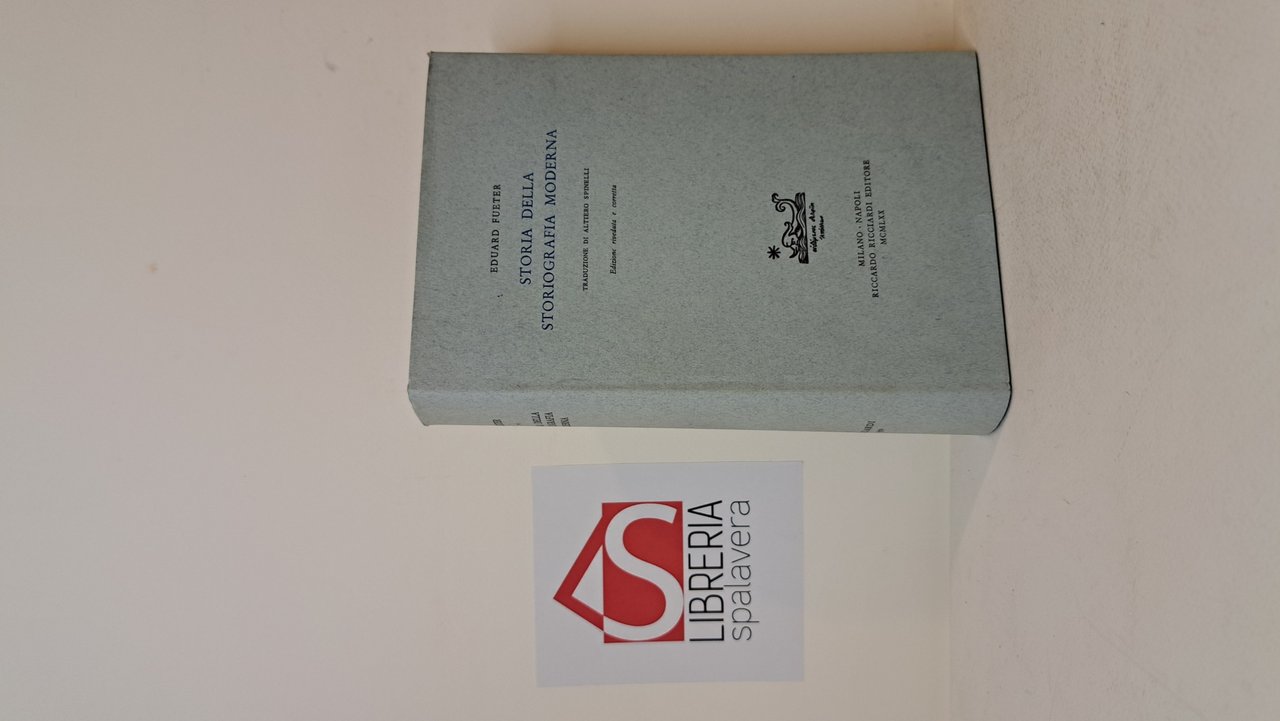 EDUARD FUETER
STORIA DELLA
STORIOGRAFIA MODERNA
TRADUZIONE DI ALTIERO SPINELLI
Edizione riveduta e corretta
MILANO · NAPOLI
RICCARDO RICCIARDI EDITORE
MCMLXX
S
LIBRERIA
spalavera